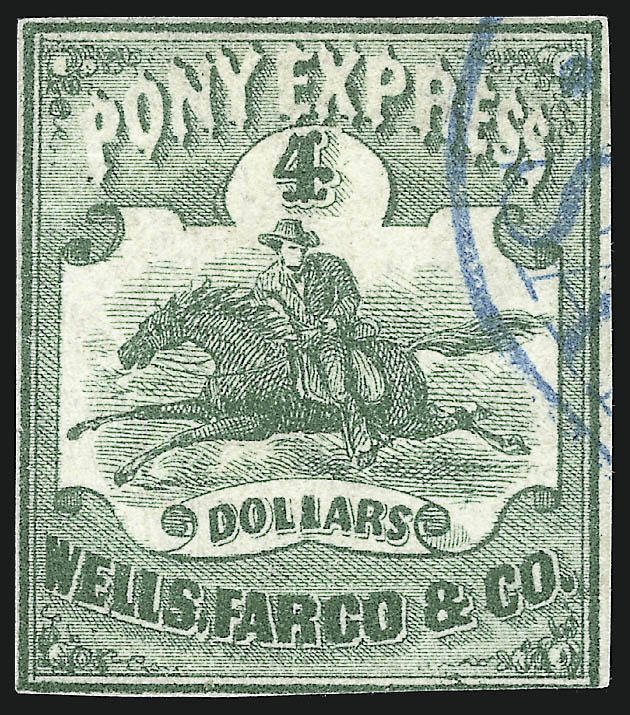 PONY EXPRESS
4
DOLLARS
WELLS, FARGO & CO.